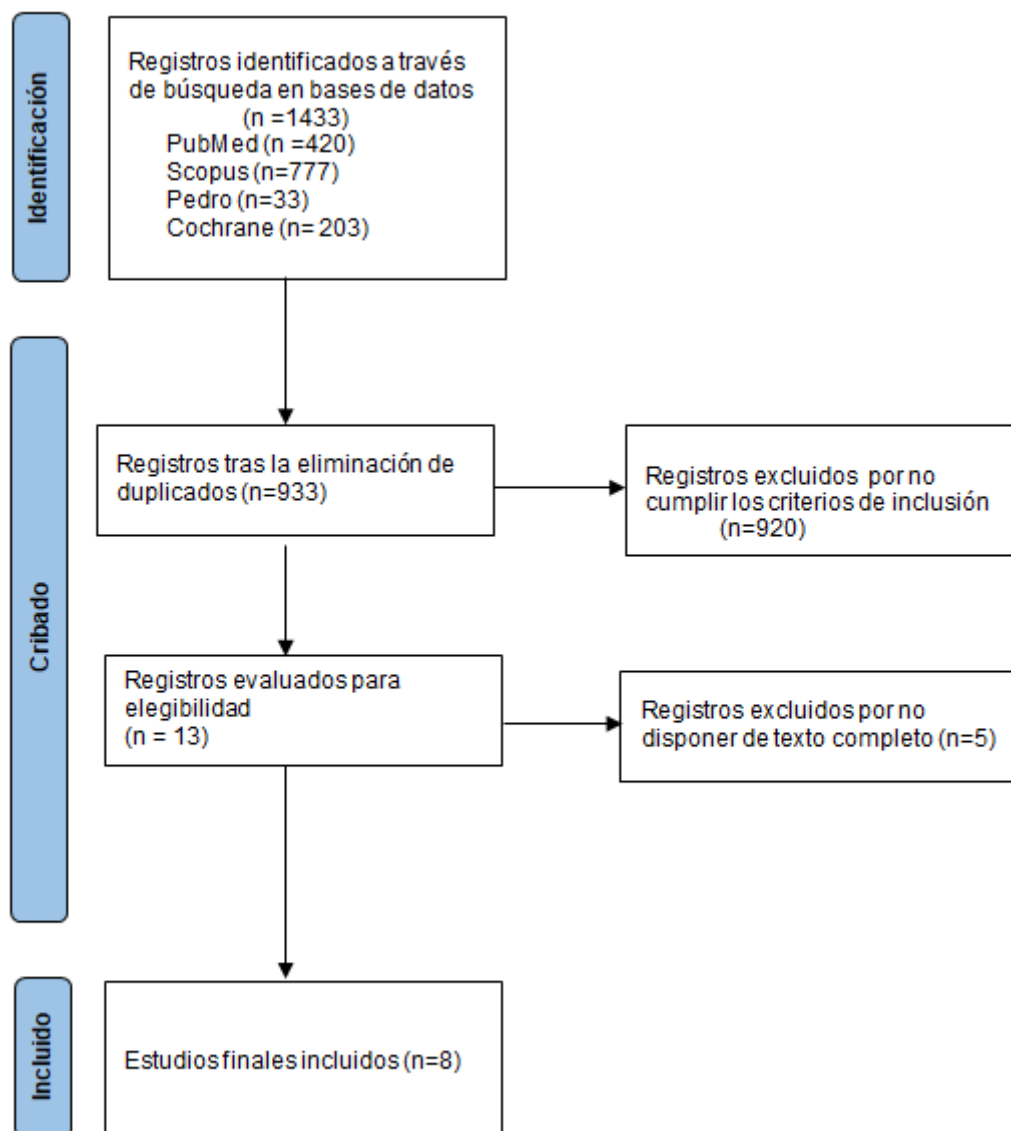 Identificación
Registros identificados a través
de búsqueda en bases de datos
(n =1433)
PubMed (n =420)
Scopus (n=777)
Pedro (n=33)
Cochrane (n= 203)
Cribado
Registros tras la eliminación de
duplicados (n=933)
Registros excluidos por no
cumplir los criterios de inclusión
(n=920)
Registros evaluados para
elegibilidad
(n = 13)
Registros excluidos por no
disponer de texto completo (n=5)
Incluido
Estudios finales incluidos (n=8)